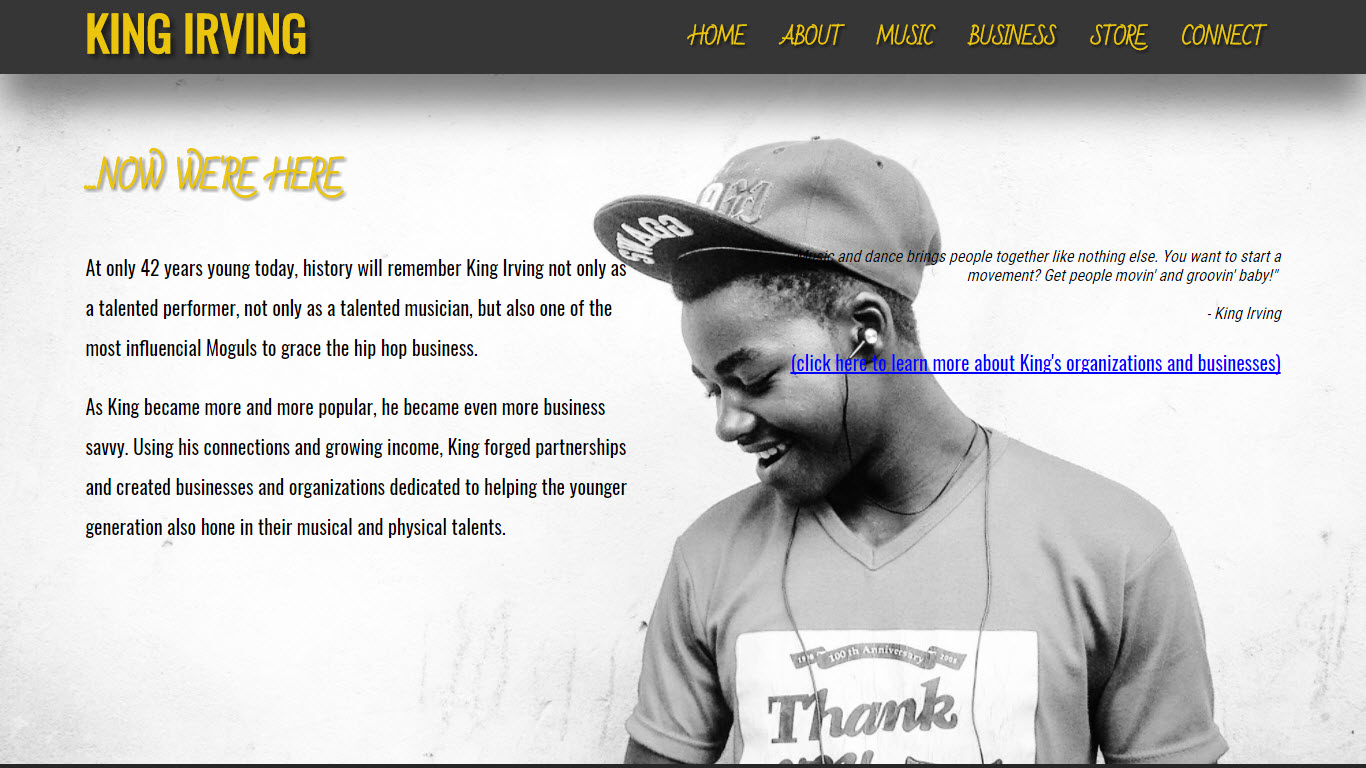 KING IRVING
HOME ABOUT MUSIC BUSINESS STORE CONNECT
...NOW WE'RE HERE
At only 42 years young today, history will remember King Irving not only as
a talented performer, not only as a talented musician, but also one of the
most influencial Moguls to grace the hip hop business.
As King became more and more popular, he became even more business
savvy. Using his connections and growing income, King forged partnerships
and created businesses and organizations dedicated to helping the younger
generation also hone in their musical and physical talents.
"Music and dance brings people together like nothing else. You want to start a
movement? Get people movin' and groovin' baby!"
- King Irving
(click here to learn more about King's organizations and businesses)
SWAGG
100th Anniversary 2008
Thank